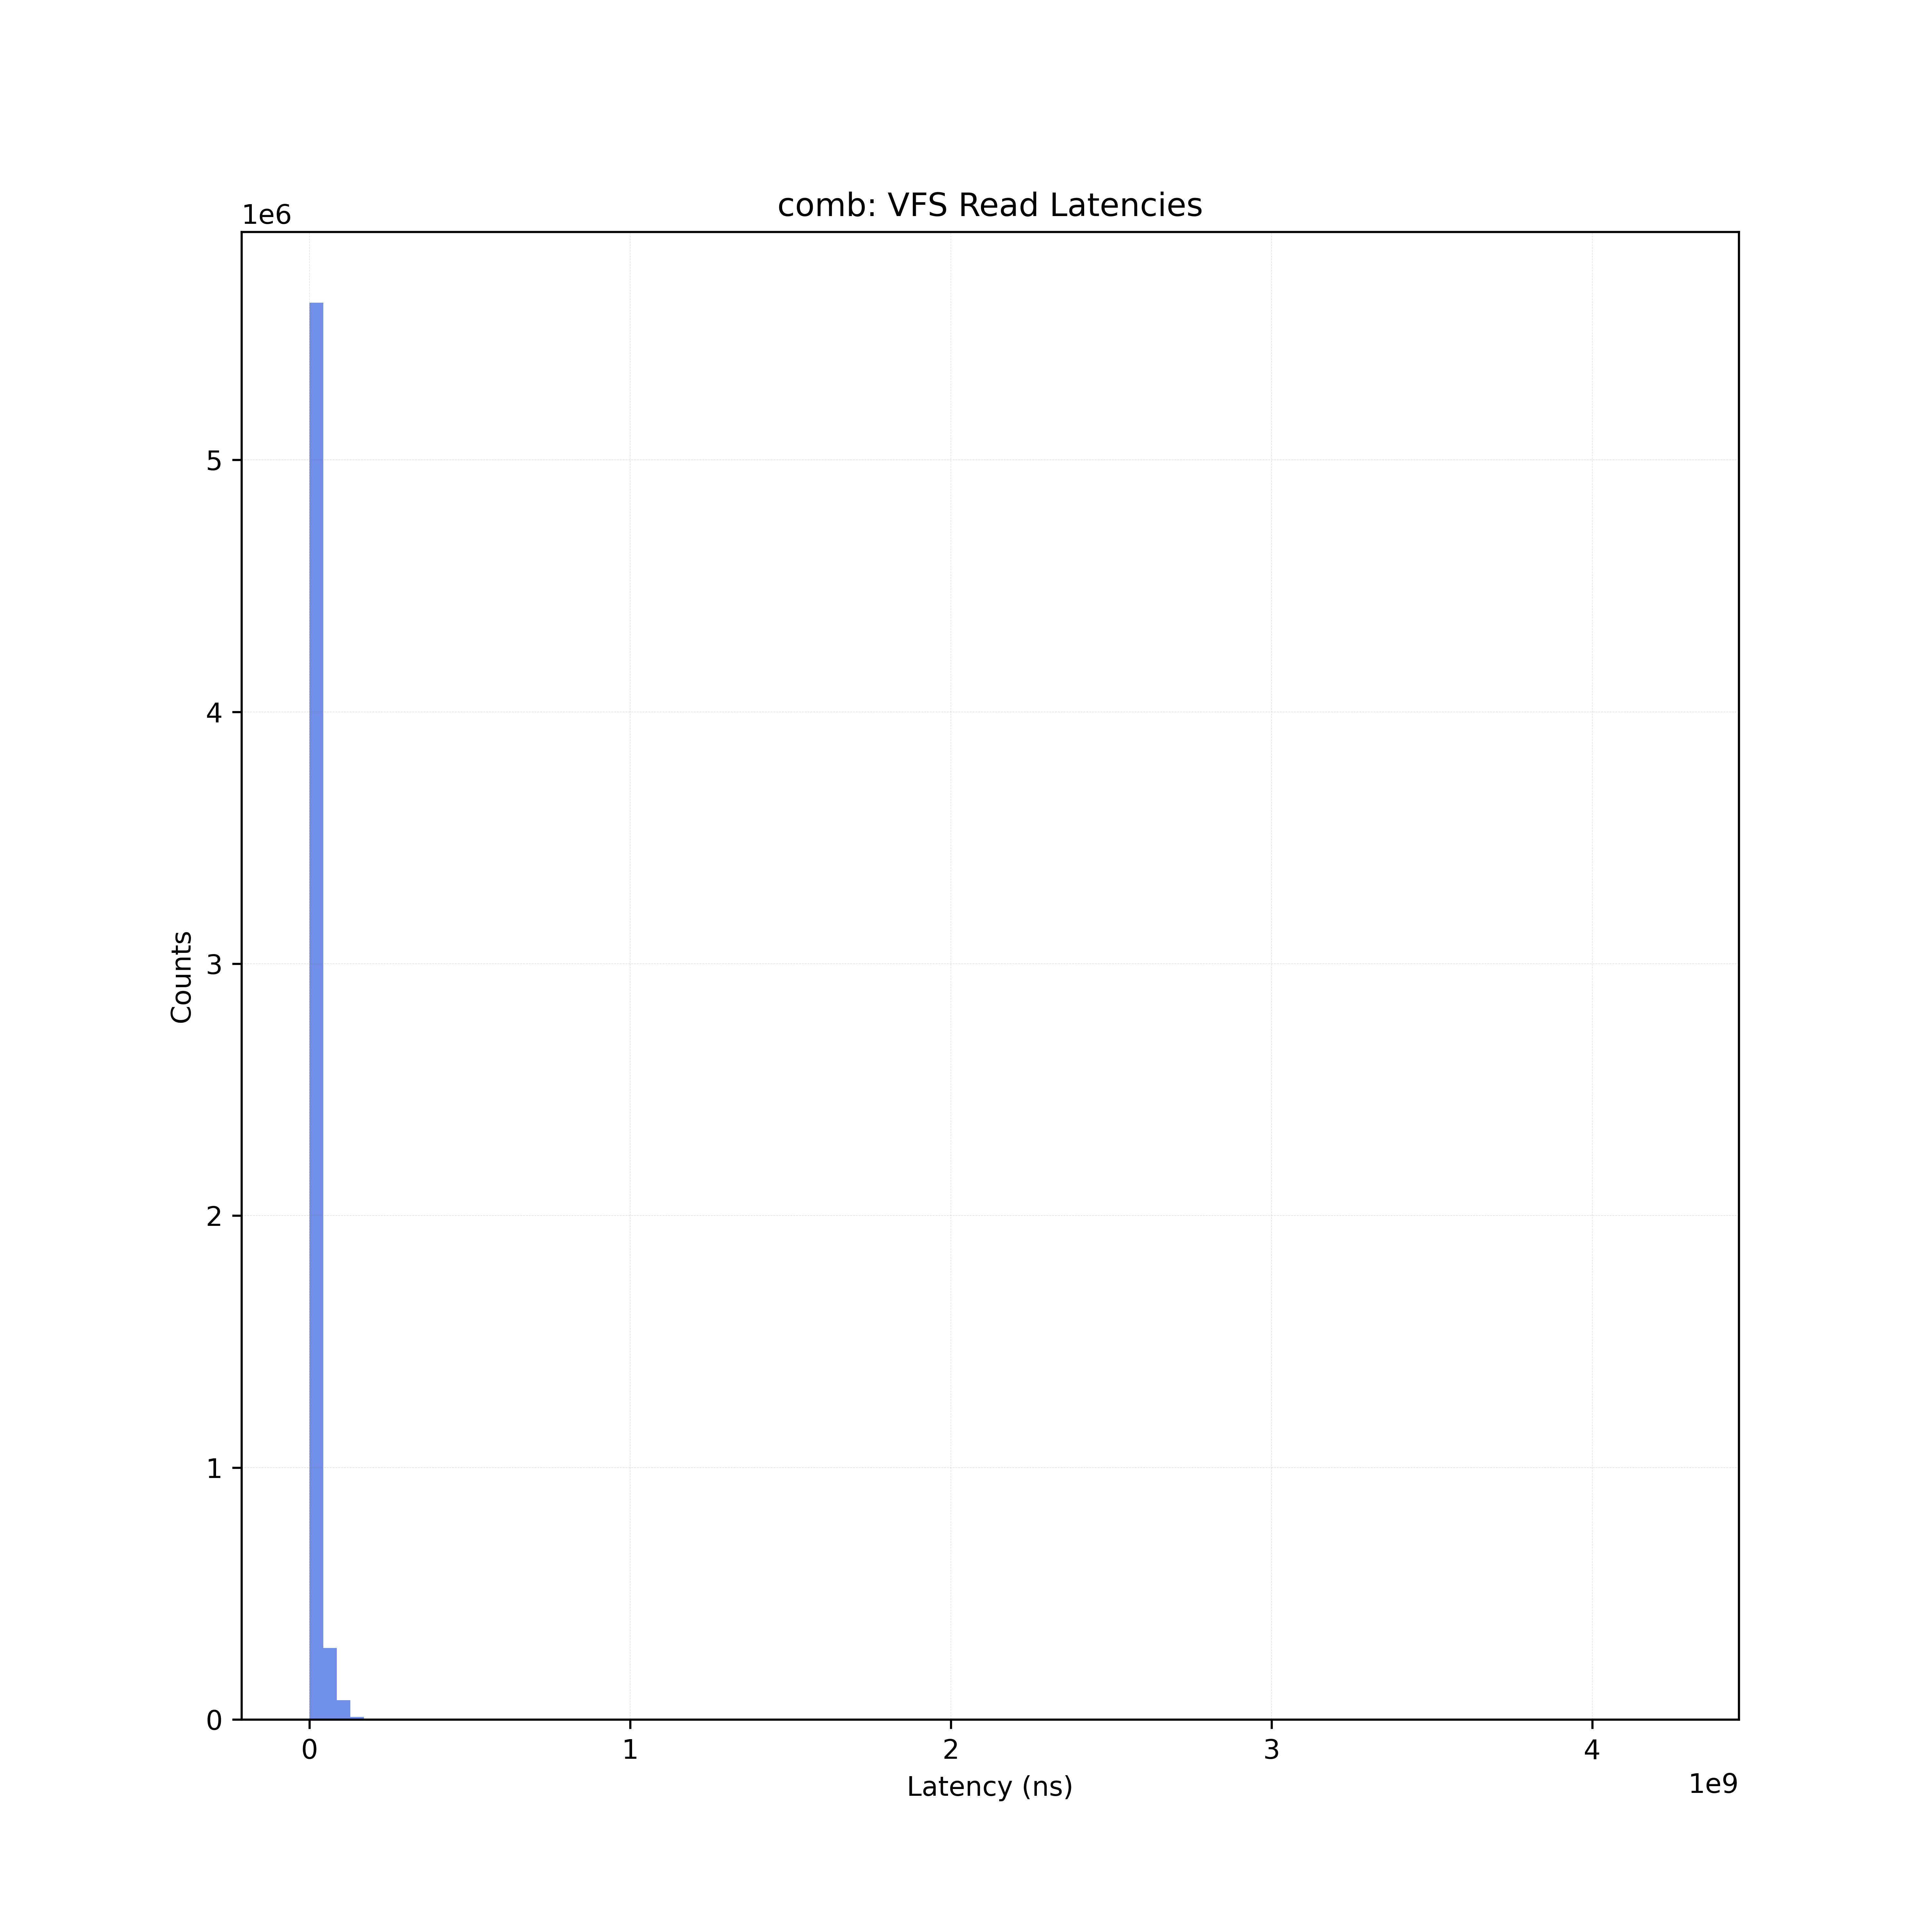 comb: VFS Read Latencies
1e6
5
4
3
2
1
0
Counts
0 1 2 3 4
Latency (ns)
1e9